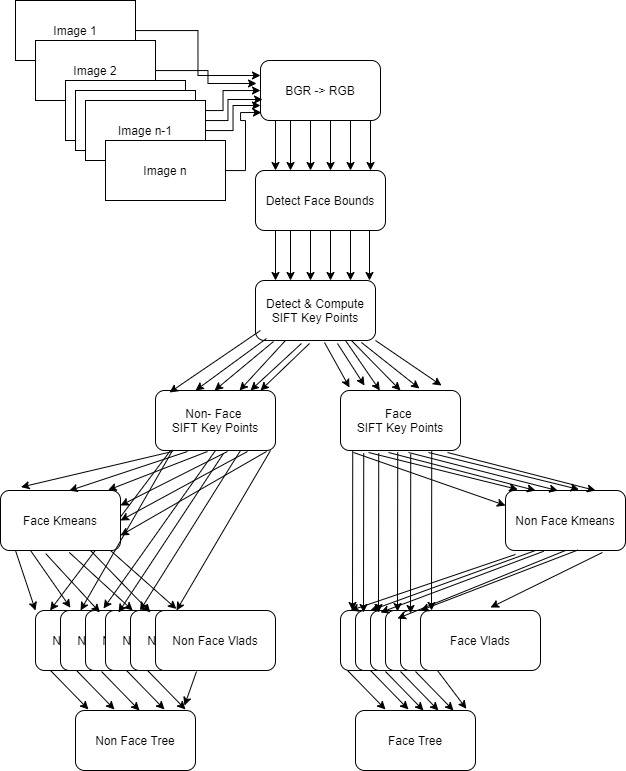 Image 1
Image 2
Image n-1
Image n
BGR -> RGB
Detect Face Bounds
Detect & Compute
SIFT Key Points
Non- Face
SIFT Key Points
Face
SIFT Key Points
Face Kmeans
Non Face Kmeans
N
N
N
N
Non Face Vlads
Face Vlads
Non Face Tree
Face Tree